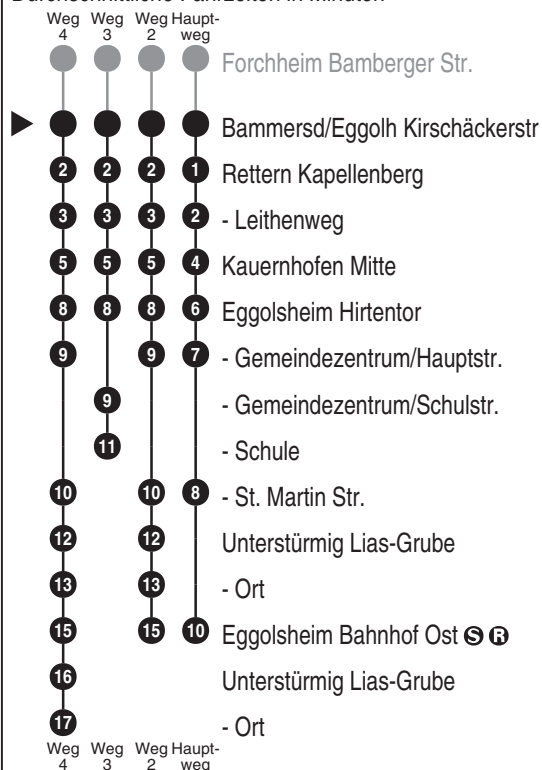 Durchschnittliche Fahrzeiten in Minuten
Weg 4 Weg 3 Weg 2 Haupt-weg
Forchheim Bamberger Str.
Bammersd/Eggolh Kirschäckerstr
2 2 2 1 Rettern Kapellenberg
3 3 3 2 - Leithenweg
5 5 5 4 Kauernhofen Mitte
8 8 8 6 Eggolsheim Hirtentor
9 9 7 - Gemeindezentrum/Hauptstr.
9 - Gemeindezentrum/Schulstr.
11 - Schule
10 10 8 - St. Martin Str.
12 12 Unterstürmig Lias-Grube
13 13 - Ort
15 15 10 Eggolsheim Bahnhof Ost S R
16 Unterstürmig Lias-Grube
17 - Ort
Weg 4 Weg 3 Weg 2 Haupt-weg